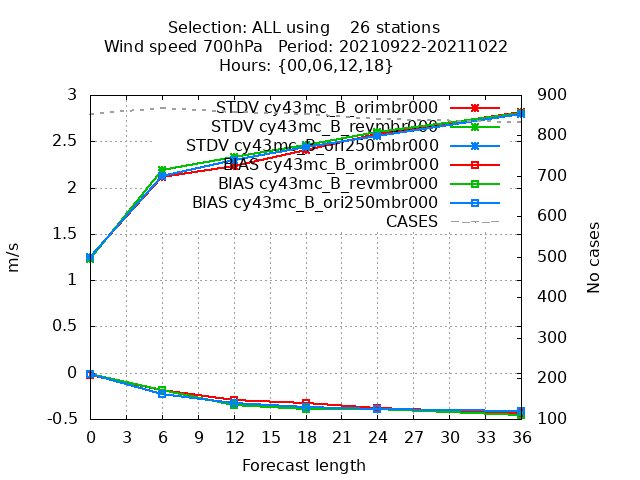 Selection: ALL using 26 stations
Wind speed 700hPa Period: 20210922-20211022
Hours: {00,06,12,18}
STDV cy43mc_B_orimbr000
STDV cy43mc_B_revmbr000
STDV cy43mc_B_ori250mbr000
BIAS cy43mc_B_orimbr000
BIAS cy43mc_B_revmbr000
BIAS cy43mc_B_ori250mbr000
CASES
3
2.5
2
1.5
1
0.5
0
-0.5
m/s
900
800
700
600
500
400
300
200
100
No cases
0 3 6 9 12 15 18 21 24 27 30 33 36
Forecast length